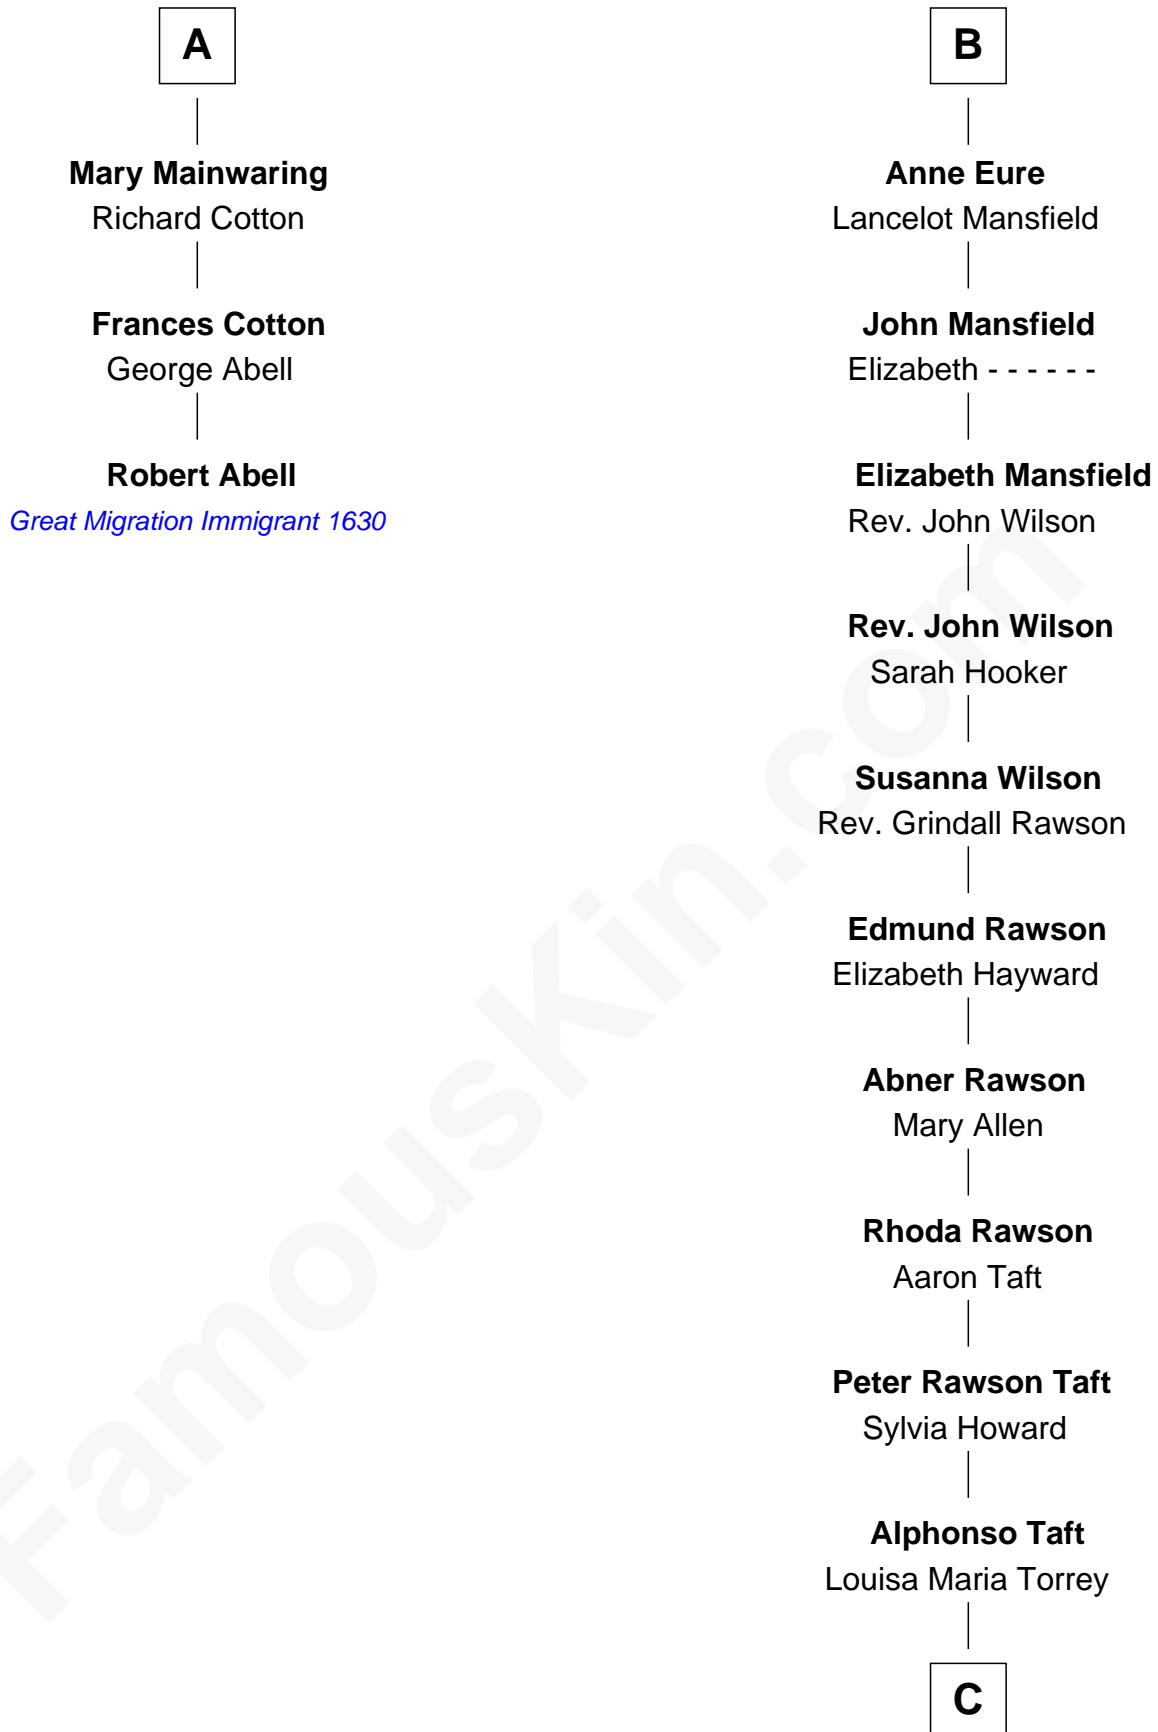 A
Mary Mainwaring
Richard Cotton
Frances Cotton
George Abell
Robert Abell
Great Migration Immigrant 1630
B
Anne Eure
Lancelot Mansfield
John Mansfield
Elizabeth - - - - - -
Elizabeth Mansfield
Rev. John Wilson
Rev. John Wilson
Sarah Hooker
Susanna Wilson
Rev. Grindall Rawson
Edmund Rawson
Elizabeth Hayward
Abner Rawson
Mary Allen
Rhoda Rawson
Aaron Taft
Peter Rawson Taft
Sylvia Howard
Alphonso Taft
Louisa Maria Torrey
C
FamousKin.com